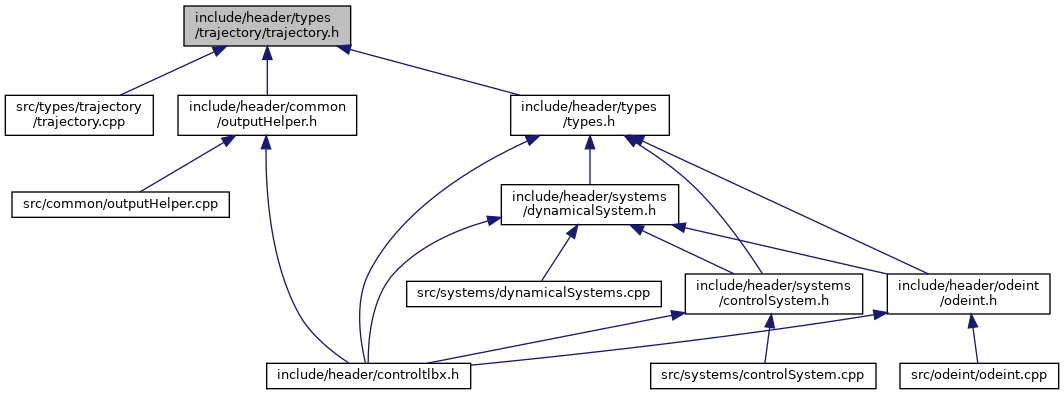 include/header/types
/trajectory/trajectory.h
src/types/trajectory
/trajectory.cpp
include/header/common
/outputHelper.h
include/header/types
/types.h
src/common/outputHelper.cpp
include/header/systems
/dynamicalSystem.h
src/systems/dynamicalSystems.cpp
include/header/systems
/controlSystem.h
include/header/odeint
/odeint.h
include/header/controltlbx.h
src/systems/controlSystem.cpp
src/odeint/odeint.cpp